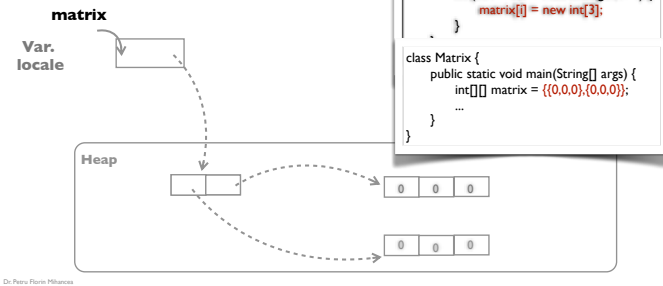 matrix
Var.
locale
matrix[i] = new int[3];
}
class Matrix {
public static void main(String[] args) {
int[][] matrix = {{0,0,0},{0,0,0}};
...
}
}
Heap
0 0 0
0 0 0
Dr. Petru Florin Mihancea